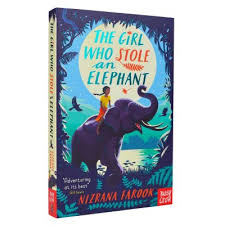 THE GIRL
WHO STOLE
an
ELEPHANT
'Adventuring
at its best'
NIZRANA FAROOK
nosy
Crow
THE GIRL WHO STOLE an ELEPHANT
NIZRANA FAROOK